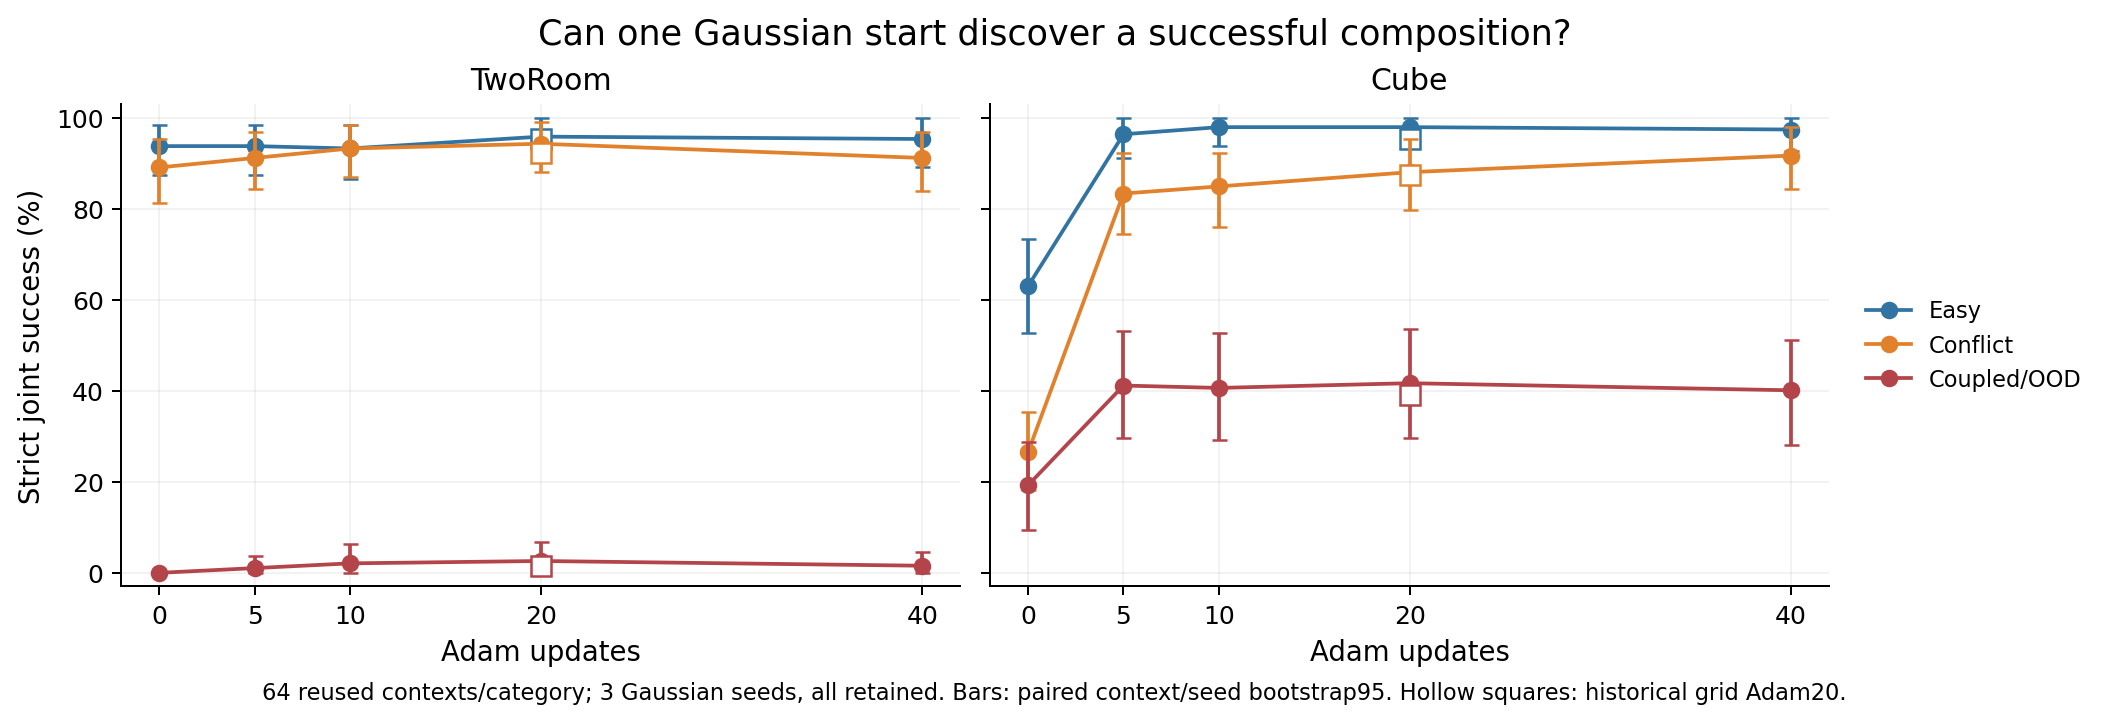 Can one Gaussian start discover a successful composition?
TwoRoom
Cube
Strict joint success (%)
100
80
60
40
20
0
0 5 10 20 40
0 5 10 20 40
Adam updates
Adam updates
Easy
Conflict
Coupled/OOD
64 reused contexts/category; 3 Gaussian seeds, all retained. Bars: paired context/seed bootstrap95. Hollow squares: historical grid Adam20.